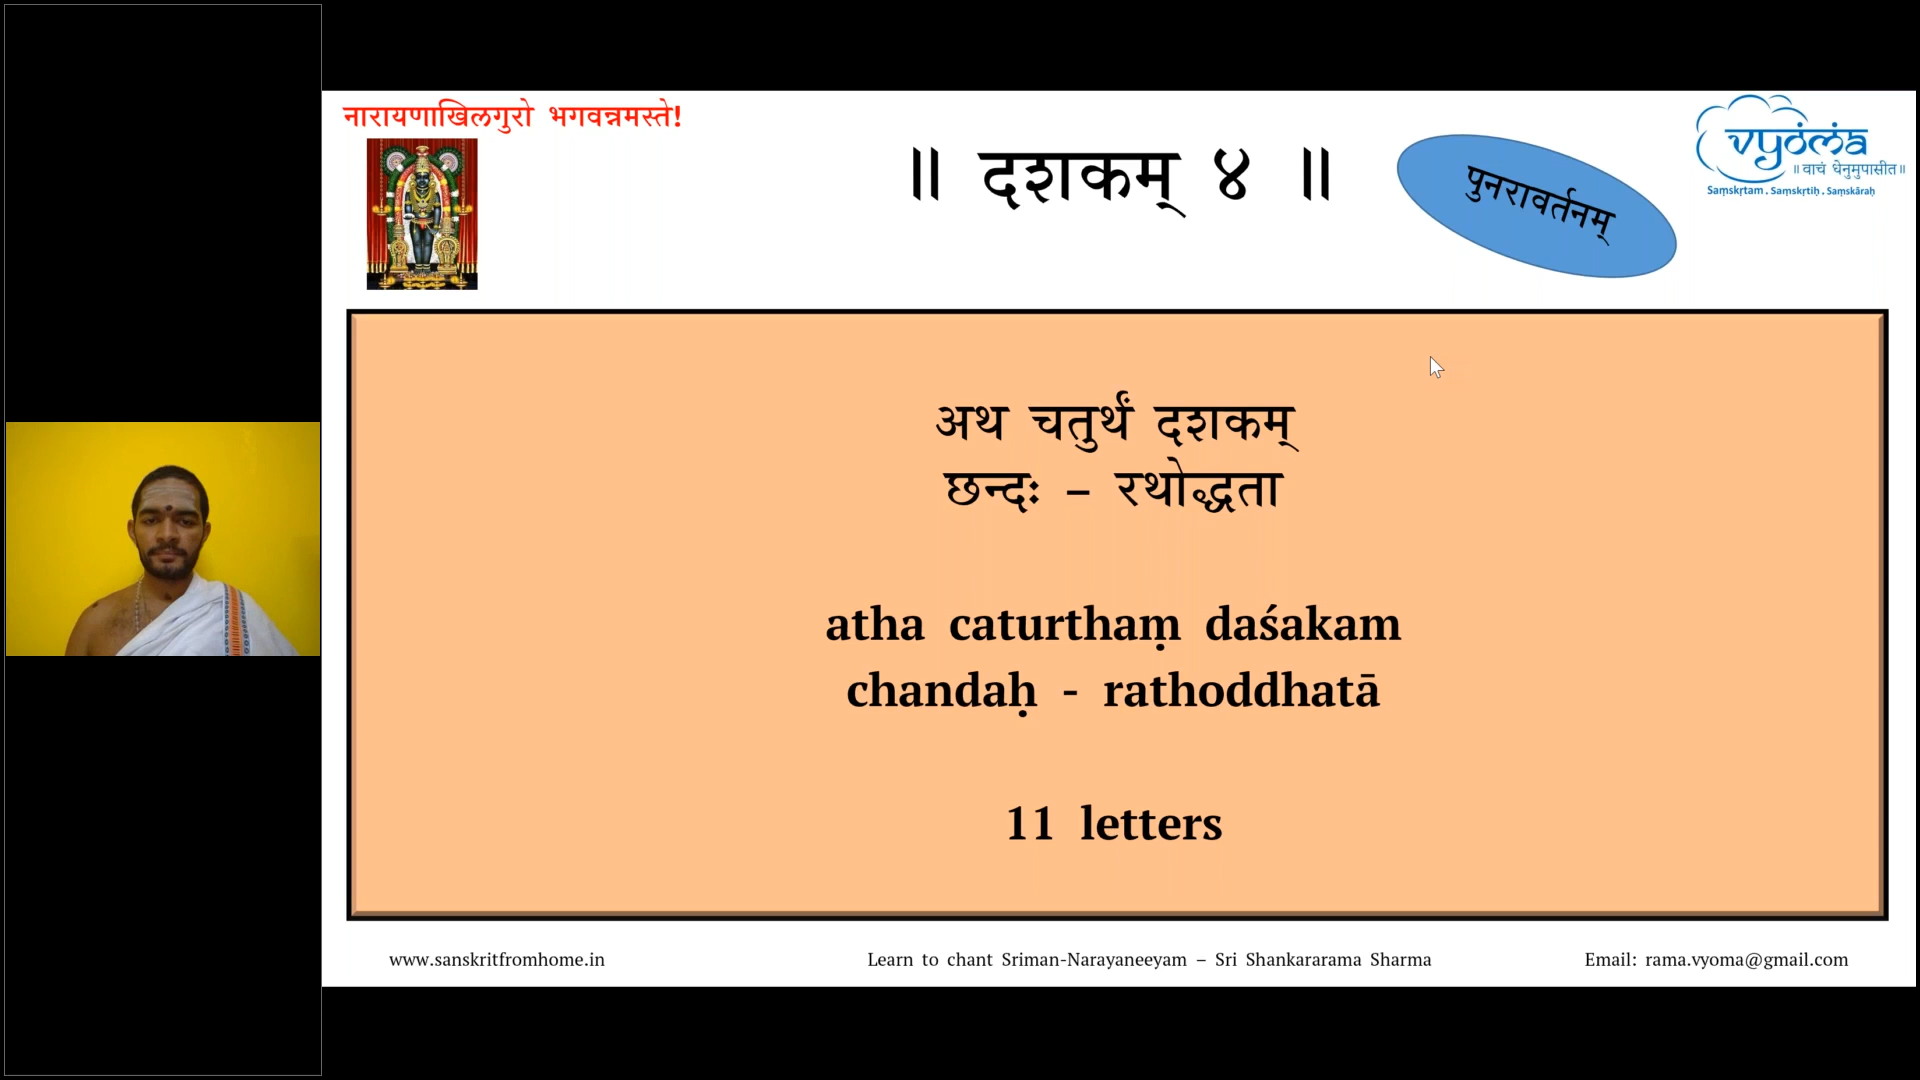 नारायणाखिलगुरो भगवन्नमस्ते!
॥ दशकम् ४ ॥
पुनरावर्तनम्
vyoma
॥ वाचं धेनुमुपासीत॥
Saṃskṛtam . Saṃskṛtiḥ . Saṃskāraḥ
अथ चतुर्थं दशकम्
छन्दः – रथोद्धता
atha caturthaṃ daśakam
chandaḥ - rathoddhatā
11 letters
www.sanskritfromhome.in
Learn to chant Sriman-Narayaneeyam – Sri Shankararama Sharma
Email: rama.vyoma@gmail.com